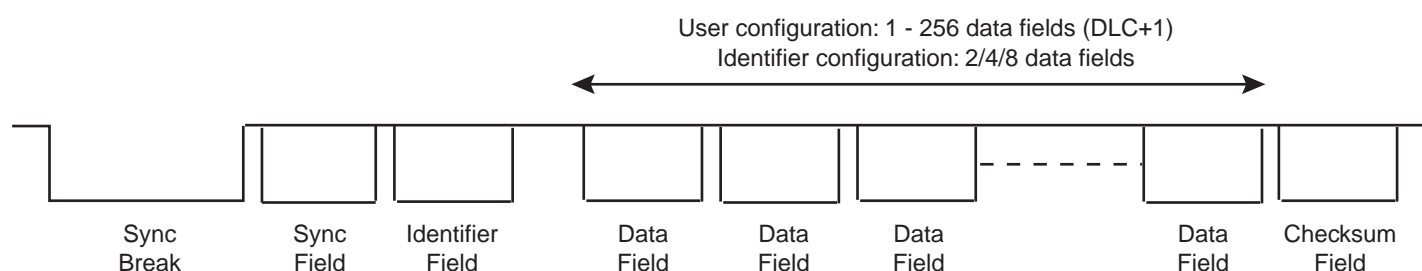 User configuration: 1 - 256 data fields (DLC+1)
Identifier configuration: 2/4/8 data fields
Sync Break
Sync Field
Identifier Field
Data Field
Data Field
Data Field
Data Field
Checksum Field